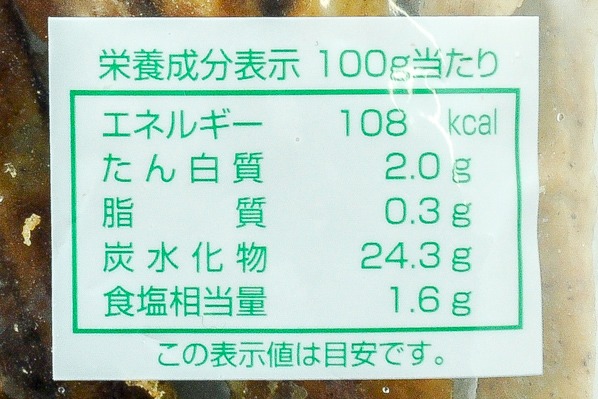 栄養成分表示 100g当たり
エネルギー 108 kcal
たん白質 2.0 g
脂質 0.3 g
炭水化物 24.3 g
食塩相当量 1.6 g
この表示値は目安です。